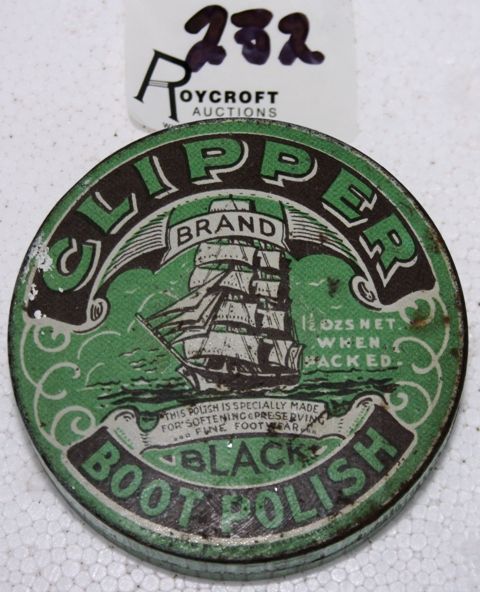 232
ROYCROFT
AUCTIONS
CLIPPER
BRAND
1½ OZS NET.
WHEN
PACKED.
THIS POLISH IS SPECIALLY MADE
FOR SOFTENING & PRESERVING
FINE FOOTWEAR
BLACK
BOOT POLISH